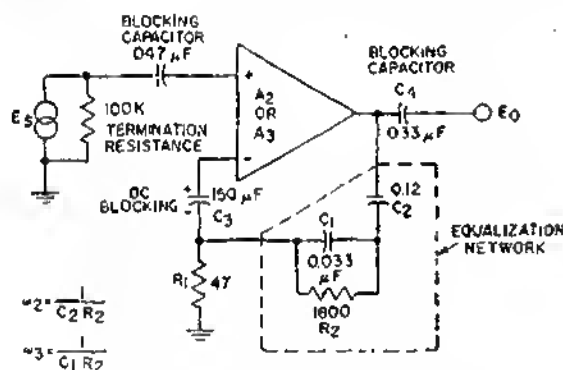 BLOCKING
CAPACITOR
.047 μF
BLOCKING
CAPACITOR
C4
.033
μF
E0
+
A2
OR
A3
-
ES
100K
TERMINATION
RESISTANCE
DC
BLOCKING
+
-
150 μF
C3
0.12
C2
C1
0.033
μF
1800
R2
EQUALIZATION
NETWORK
R1
47
ω2=1/C2R2
ω3=1/C1R2